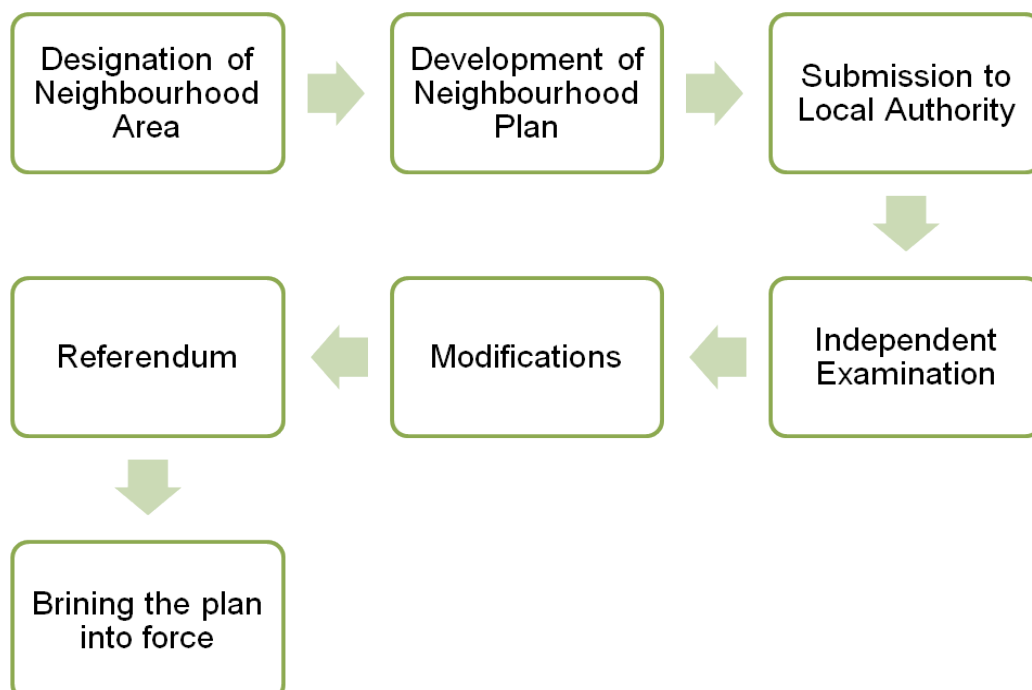 Designation of
Neighbourhood
Area
Development of
Neighbourhood
Plan
Submission to
Local Authority
Independent
Examination
Modifications
Referendum
Brining the plan
into force